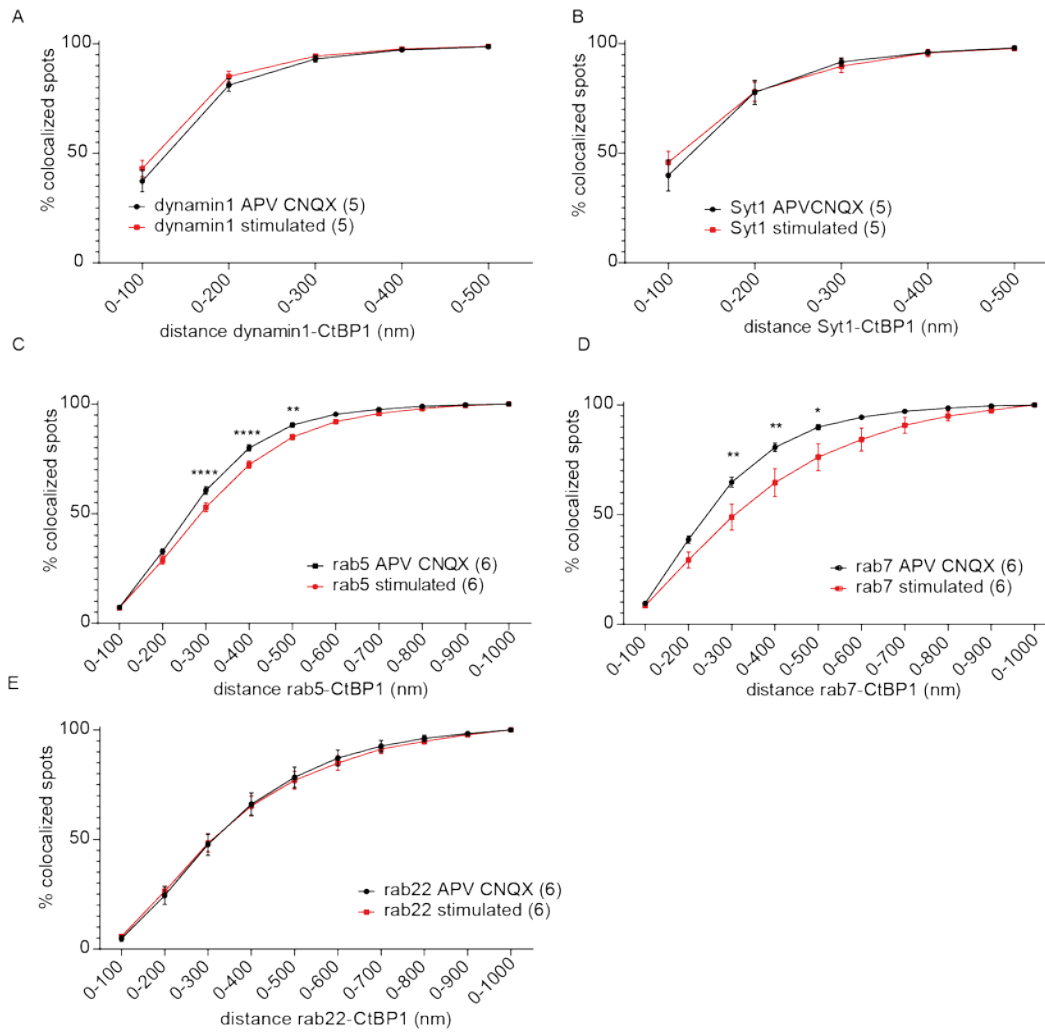 A
100
50
0
% colocalized spots
dynamin1 APV CNQX (5)
dynamin1 stimulated (5)
0-100
0-200
0-300
0-400
0-500
distance dynamin1-CtBP1 (nm)
B
100
50
0
% colocalized spots
Syt1 APVCNQX (5)
Syt1 stimulated (5)
0-100
0-200
0-300
0-400
0-500
distance Syt1-CtBP1 (nm)
C
100
50
0
% colocalized spots
****
****
**
rab5 APV CNQX (6)
rab5 stimulated (6)
0-100
0-200
0-300
0-400
0-500
0-600
0-700
0-800
0-900
0-1000
distance rab5-CtBP1 (nm)
D
100
50
0
% colocalized spots
**
**
*
rab7 APV CNQX (6)
rab7 stimulated (6)
0-100
0-200
0-300
0-400
0-500
0-600
0-700
0-800
0-900
0-1000
distance rab7-CtBP1 (nm)
E
100
50
0
% colocalized spots
rab22 APV CNQX (6)
rab22 stimulated (6)
0-100
0-200
0-300
0-400
0-500
0-600
0-700
0-800
0-900
0-1000
distance rab22-CtBP1 (nm)